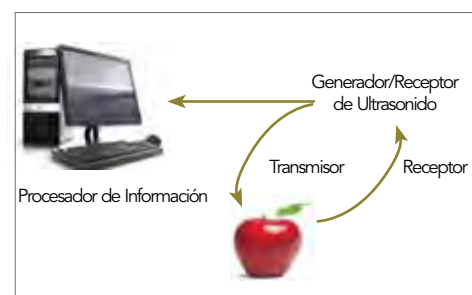 Generador/Receptor
de Ultrasonido
Transmisor
Receptor
Procesador de Información